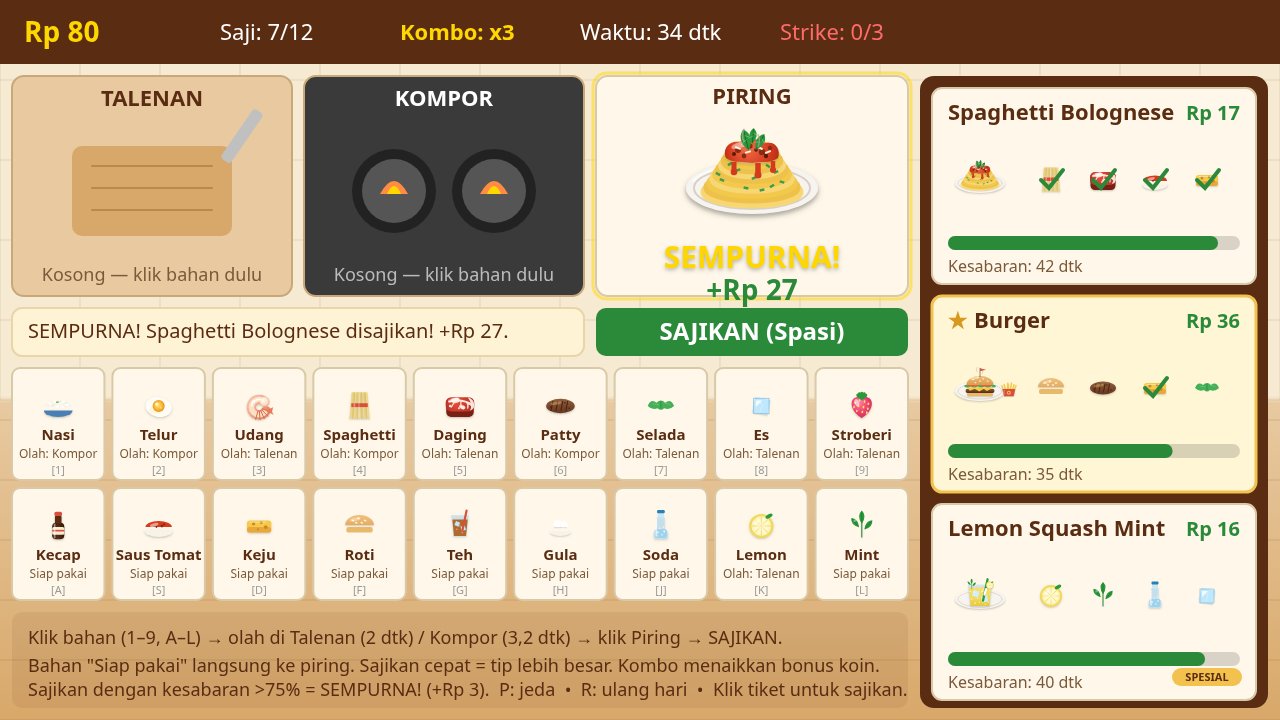 Rp 80
Saji: 7/12
Kombo: x3
Waktu: 34 dtk
Strike: 0/3
TALENAN
Kosong — klik bahan dulu
KOMPOR
Kosong — klik bahan dulu
PIRING
SEMPURNA!
+Rp 27
SEMPURNA! Spaghetti Bolognese disajikan! +Rp 27.
SAJIKAN (Spasi)
Nasi
Olah: Kompor
[1]
Telur
Olah: Kompor
[2]
Udang
Olah: Talenan
[3]
Spaghetti
Olah: Kompor
[4]
Daging
Olah: Talenan
[5]
Patty
Olah: Kompor
[6]
Selada
Olah: Talenan
[7]
Es
Olah: Talenan
[8]
Stroberi
Olah: Talenan
[9]
Kecap
Siap pakai
[A]
Saus Tomat
Siap pakai
[S]
Keju
Siap pakai
[D]
Roti
Siap pakai
[F]
Teh
Siap pakai
[G]
Gula
Siap pakai
[H]
Soda
Siap pakai
[J]
Lemon
Olah: Talenan
[K]
Mint
Siap pakai
[L]
Klik bahan (1–9, A–L) → olah di Talenan (2 dtk) / Kompor (3,2 dtk) → klik Piring → SAJIKAN.
Bahan "Siap pakai" langsung ke piring. Sajikan cepat = tip lebih besar. Kombo menaikkan bonus koin.
Sajikan dengan kesabaran >75% = SEMPURNA! (+Rp 3). P: jeda • R: ulang hari • Klik tiket untuk sajikan.
Spaghetti Bolognese Rp 17
Kesabaran: 42 dtk
★ Burger Rp 36
Kesabaran: 35 dtk
Lemon Squash Mint Rp 16
Kesabaran: 40 dtk
SPESIAL